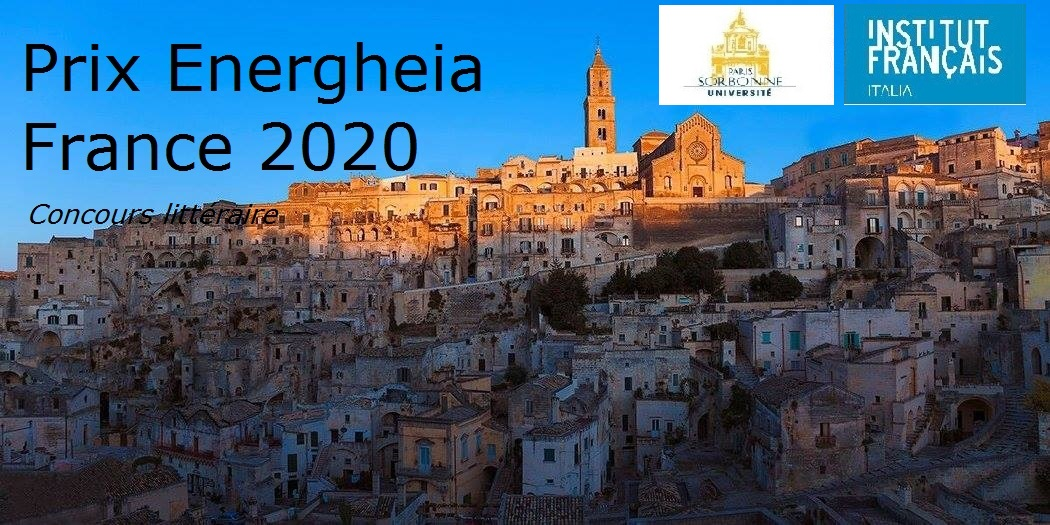 Prix Energheia
France 2020
Concours littéraire
PARIS
SORBONNE
UNIVERSITÉ
INSTITUT
FRANÇAIS
ITALIA